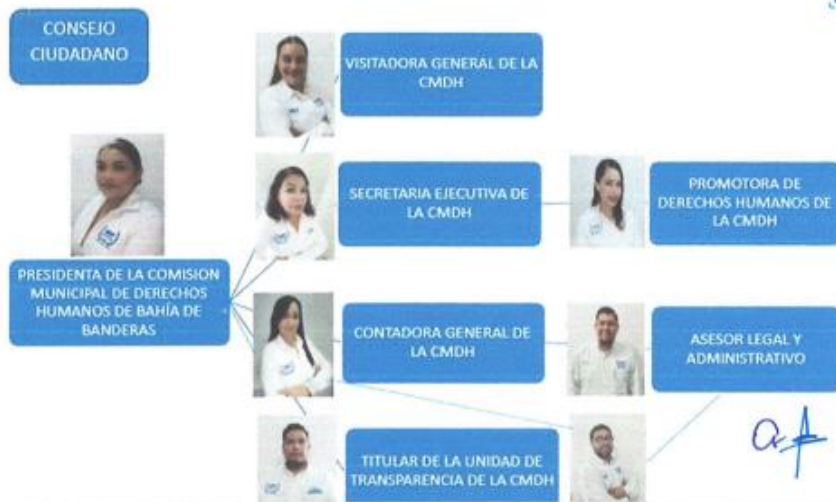 CONSEJO
CIUDADANO
VISITADORA GENERAL DE LA
CMDH
SECRETARIA EJECUTIVA DE
LA CMDH
PROMOTORA DE
DERECHOS HUMANOS DE
LA CMDH
PRESIDENTA DE LA COMISION
MUNICIPAL DE DERECHOS
HUMANOS DE BAHÍA DE
BANDERAS
CONTADORA GENERAL DE
LA CMDH
ASESOR LEGAL Y
ADMINISTRATIVO
TITULAR DE LA UNIDAD DE
TRANSPARENCIA DE LA CMDH